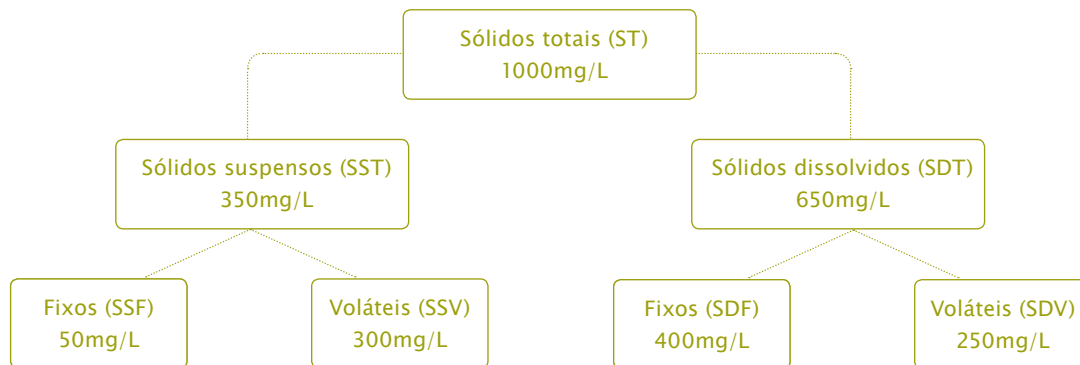 Sólidos totais (ST)
1000mg/L
Sólidos suspensos (SST)
350mg/L
Sólidos dissolvidos (SDT)
650mg/L
Fixos (SSF)
50mg/L
Voláteis (SSV)
300mg/L
Fixos (SDF)
400mg/L
Voláteis (SDV)
250mg/L